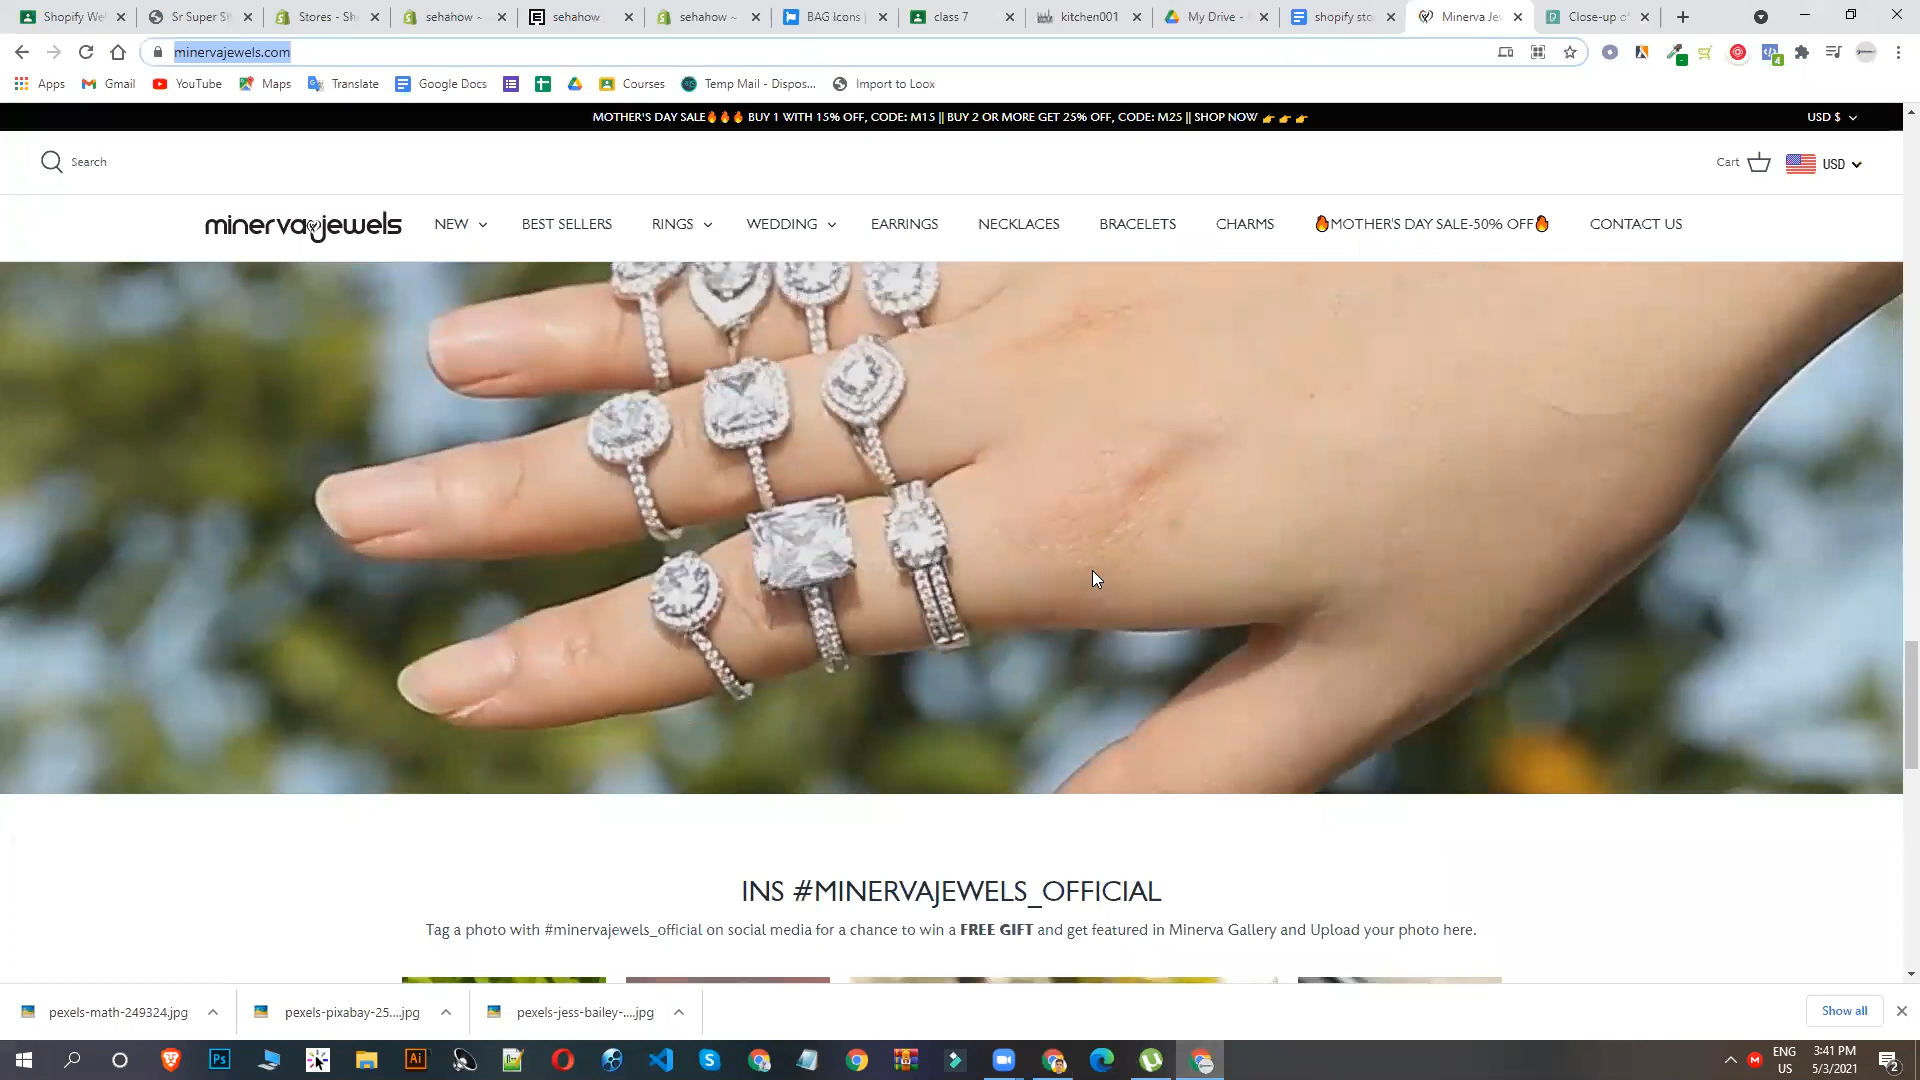 Shopify We
Sr Super S
Stores - Sh
sehahow ~
sehahow
sehahow ~
BAG Icons
class 7
kitchen001
My Drive -
shopify sto
Minerva Je
Close-up o
minervajewels.com
Apps
Gmail
YouTube
Maps
Translate
Google Docs
Courses
Temp Mail - Dispos...
Import to Loox
MOTHER'S DAY SALE🔥🔥🔥 BUY 1 WITH 15% OFF, CODE: M15 || BUY 2 OR MORE GET 25% OFF, CODE: M25 || SHOP NOW 👉 👉 👉
USD $
Search
Cart
USD
minervajewels
NEW
BEST SELLERS
RINGS
WEDDING
EARRINGS
NECKLACES
BRACELETS
CHARMS
🔥MOTHER'S DAY SALE-50% OFF🔥
CONTACT US
INS #MINERVAJEWELS_OFFICIAL
Tag a photo with #minervajewels_official on social media for a chance to win a FREE GIFT and get featured in Minerva Gallery and Upload your photo here.
pexels-math-249324.jpg
pexels-pixabay-25....jpg
pexels-jess-bailey-....jpg
Show all
ENG
US
3:41 PM
5/3/2021
2